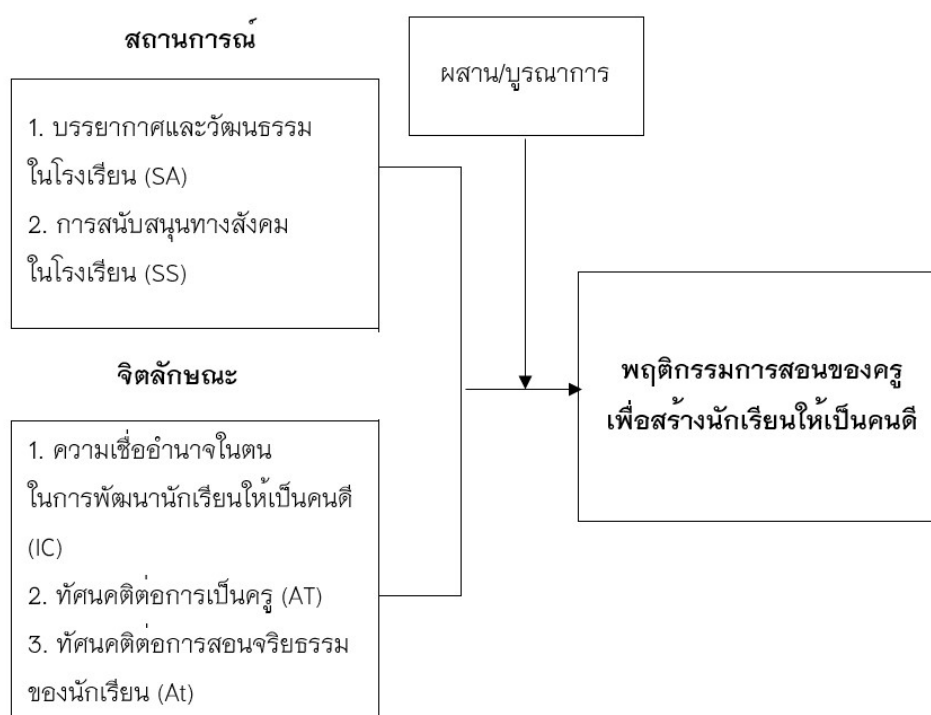 สถานการณ์
1. บรรยากาศและวัฒนธรรม
ในโรงเรียน (SA)
2. การสนับสนุนทางสังคม
ในโรงเรียน (SS)
ผสาน/บูรณาการ
จิตลักษณะ
1. ความเชื่ออำนาจในตน
ในการพัฒนานักเรียนให้เป็นคนดี
(IC)
2. ทัศนคติต่อการเป็นครู (AT)
3. ทัศนคติต่อการสอนจริยธรรม
ของนักเรียน (At)
พฤติกรรมการสอนของครู
เพื่อสร้างนักเรียนให้เป็นคนดี